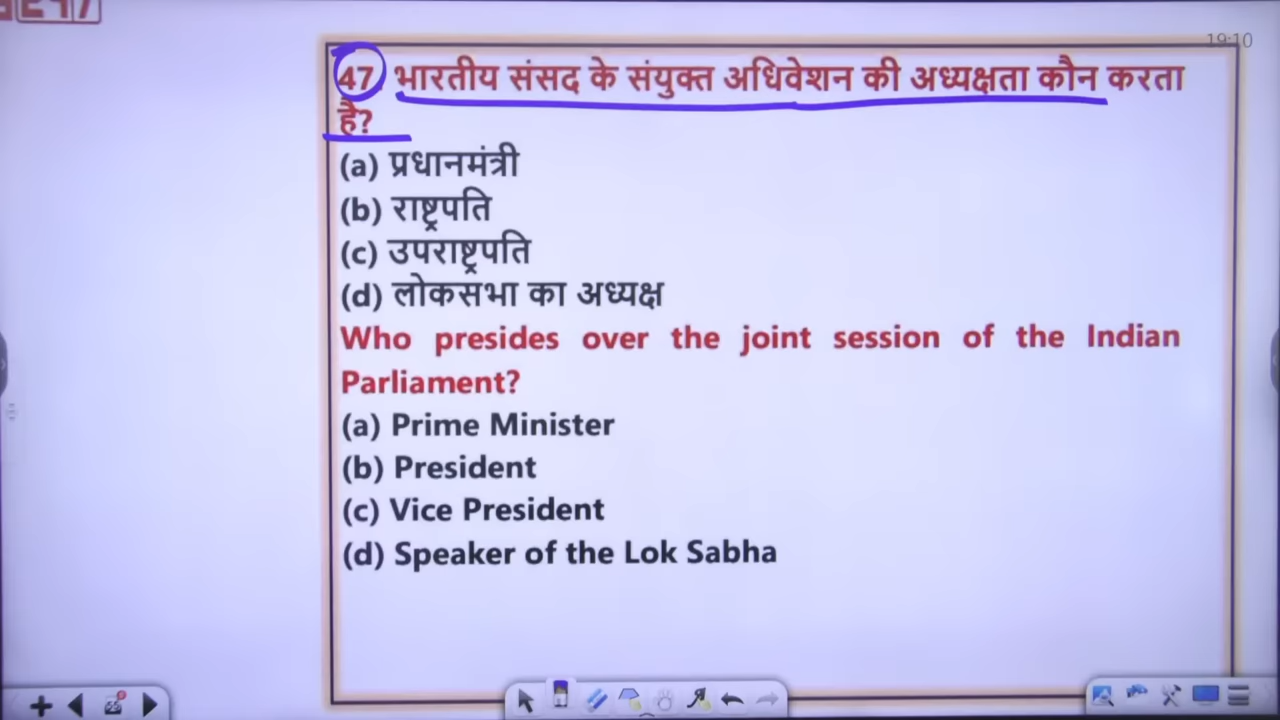 19:10
47 भारतीय संसद के संयुक्त अधिवेशन की अध्यक्षता कौन करता
है?
(a) प्रधानमंत्री
(b) राष्ट्रपति
(c) उपराष्ट्रपति
(d) लोकसभा का अध्यक्ष
Who presides over the joint session of the Indian
Parliament?
(a) Prime Minister
(b) President
(c) Vice President
(d) Speaker of the Lok Sabha